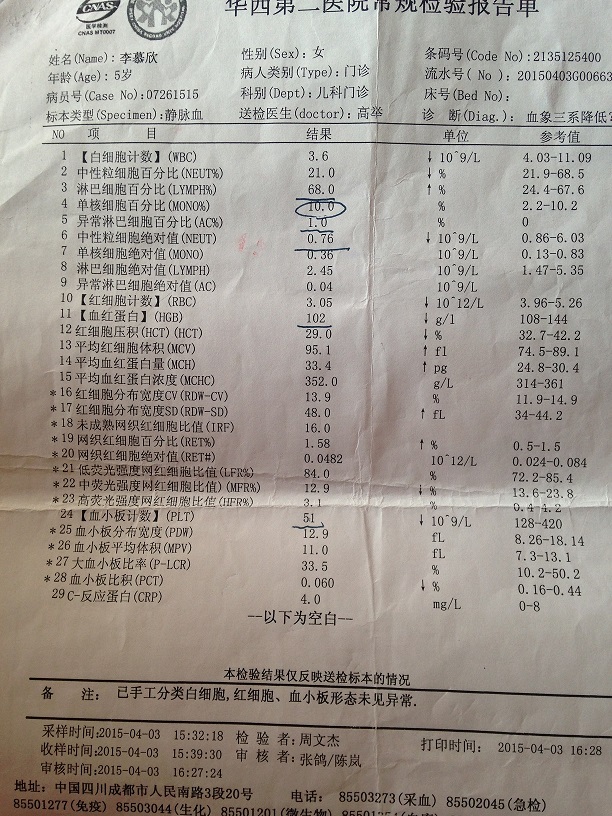 华西第二医院常规检验报告单
CNAS
医学检测
CNAS MT0007
姓名(Name): 李慕欣 性别(Sex): 女 条码号(Code No):2135125400
年龄(Age): 5岁 病人类别(Type): 门诊 流水号( No ): 20150403G00663
病员号(Case No):07261515 科别(Dept): 儿科门诊 床号(Bed No):
标本类型(Specimen):静脉血 送检医生(doctor): 高举 诊 断(Diag.): 血象三系降低
NO 项 目 结果 单位 参考值
1 【白细胞计数】(WBC) 3.6 ↓ 10^9/L 4.03-11.09
2 中性粒细胞百分比(NEUT%) 21.0 ↓ % 21.9-68.5
3 淋巴细胞百分比(LYMPH%) 68.0 ↑ % 24.4-67.6
4 单核细胞百分比(MONO%) 10.0 % 2.2-10.2
5 异常淋巴细胞百分比(AC%) 1.0 % 0
6 中性粒细胞绝对值(NEUT) 0.76 ↓ 10^9/L 0.86-6.03
7 单核细胞绝对值(MONO) 0.36 10^9/L 0.13-0.83
8 淋巴细胞绝对值(LYMPH) 2.45 10^9/L 1.47-5.35
9 异常淋巴细胞绝对值(AC) 0.04 10^9/L
10 【红细胞计数】(RBC) 3.05 ↓ 10^12/L 3.96-5.26
11 【血红蛋白】(HGB) 102 ↓ g/l 108-144
12 红细胞压积(HCT)(HCT) 29.0 ↓ % 32.7-42.2
13 平均红细胞体积(MCV) 95.1 ↑ fl 74.5-89.1
14 平均血红蛋白量(MCH) 33.4 ↑ pg 24.8-30.4
15 平均血红蛋白浓度(MCHC) 352.0 g/L 314-361
*16 红细胞分布宽度CV(RDW-CV) 13.9 % 11.9-14.9
*17 红细胞分布宽度SD(RDW-SD) 48.0 ↑ fL 34-44.2
*18 未成熟网织红细胞比值(IRF) 16.0
*19 网织红细胞百分比(RET%) 1.58 ↑ % 0.5-1.5
*20 网织红细胞绝对值(RET#) 0.0482 10^12/L 0.024-0.084
*21 低荧光强度网红细胞比值(LFR%) 84.0 % 72.2-85.4
*22 中荧光强度网红细胞比值)(MFR%) 12.9 ↓ % 13.6-23.8
*23 高荧光强度网红细胞比值(HFR%) 3.1 % 0.4-4.2
24 【血小板计数】(PLT) 51 ↓ 10^9/L 128-420
*25 血小板分布宽度(PDW) 12.9 fL 8.26-18.14
*26 血小板平均体积(MPV) 11.0 fL 7.3-13.1
*27 大血小板比率(P-LCR) 33.5 % 10.2-50.2
*28 血小板比积(PCT) 0.060 ↓ % 0.16-0.44
29 C-反应蛋白(CRP) 4.0 mg/L 0-8
--以下为空白--
本检验结果仅反映送检标本的情况
备 注: 已手工分类白细胞,红细胞、血小板形态未见异常.
采样时间:2015-04-03 15:32:18 检 验 者:周文杰 打印时间: 2015-04-03 16:28
收样时间:2015-04-03 15:39:30 审 核 者:张鸽/陈岚
审核时间:2015-04-03 16:27:24
地址: 中国四川成都市人民南路3段20号 电话: 85503273(采血) 85502045(急检)
85501277(免疫) 85503044(生化) 85501201(微生物)